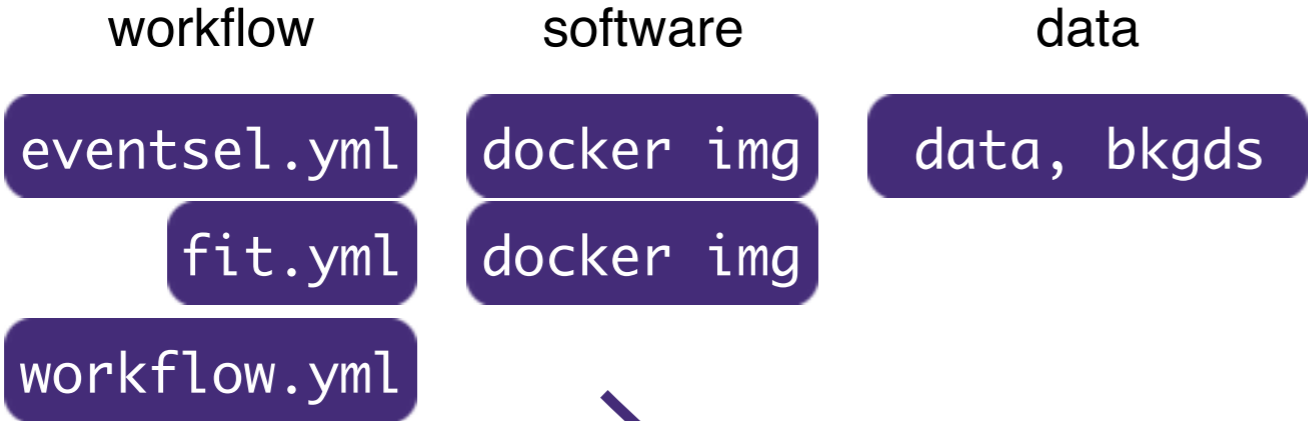 workflow software data
eventsel.yml docker img data, bkgds
fit.yml docker img
workflow.yml